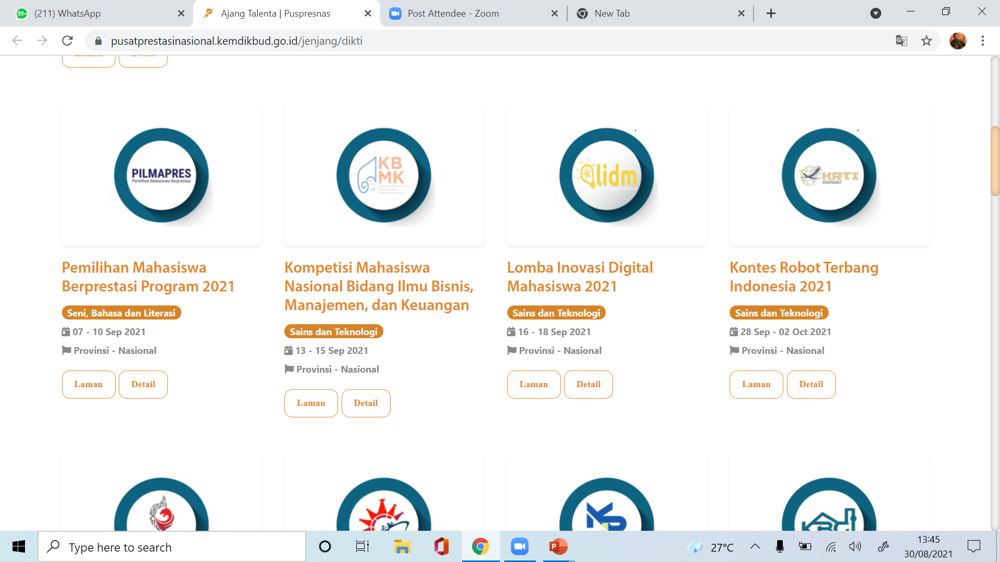 99+ (211) WhatsApp
Ajang Talenta | Puspresnas
Post Attendee - Zoom
New Tab
pusatprestasinasional.kemdikbud.go.id/jenjang/dikti
PILMAPRES
Pemilihan Mahasiswa Berprestasi
KB
MK
lidm
KRTI
INDONESIA
Pemilihan Mahasiswa
Berprestasi Program 2021
Seni, Bahasa dan Literasi
07 - 10 Sep 2021
Provinsi - Nasional
Laman Detail
Kompetisi Mahasiswa
Nasional Bidang Ilmu Bisnis,
Manajemen, dan Keuangan
Sains dan Teknologi
13 - 15 Sep 2021
Provinsi - Nasional
Laman Detail
Lomba Inovasi Digital
Mahasiswa 2021
Sains dan Teknologi
16 - 18 Sep 2021
Provinsi - Nasional
Laman Detail
Kontes Robot Terbang
Indonesia 2021
Sains dan Teknologi
28 Sep - 02 Oct 2021
Provinsi - Nasional
Laman Detail
Type here to search
27°C
13:45
30/08/2021